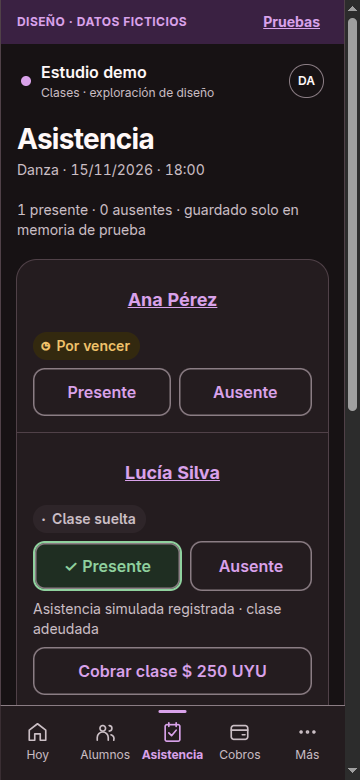 DISEÑO · DATOS FICTICIOS
Pruebas
Estudio demo
Clases · exploración de diseño
DA
Asistencia
Danza · 15/11/2026 · 18:00
1 presente · 0 ausentes · guardado solo en
memoria de prueba
Ana Pérez
Por vencer
Presente
Ausente
Lucía Silva
· Clase suelta
✓ Presente
Ausente
Asistencia simulada registrada · clase
adeudada
Cobrar clase $ 250 UYU
Hoy
Alumnos
Asistencia
Cobros
Más